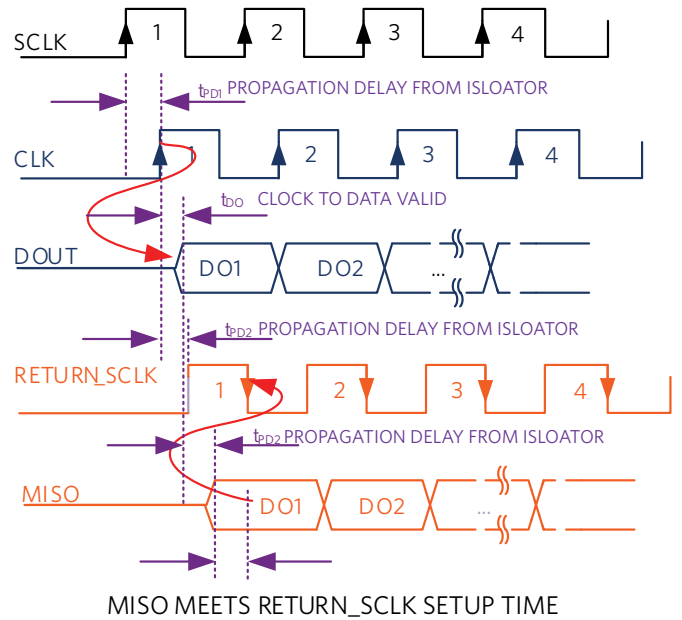 SCLK 1 2 3 4
tPD1 PROPAGATION DELAY FROM ISLOATOR
CLK 1 2 3 4
tDO CLOCK TO DATA VALID
DOUT DO1 DO2 ...
tPD2 PROPAGATION DELAY FROM ISLOATOR
RETURN_SCLK 1 2 3 4
tPD2 PROPAGATION DELAY FROM ISLOATOR
MISO DO1 DO2 ...
MISO MEETS RETURN_SCLK SETUP TIME